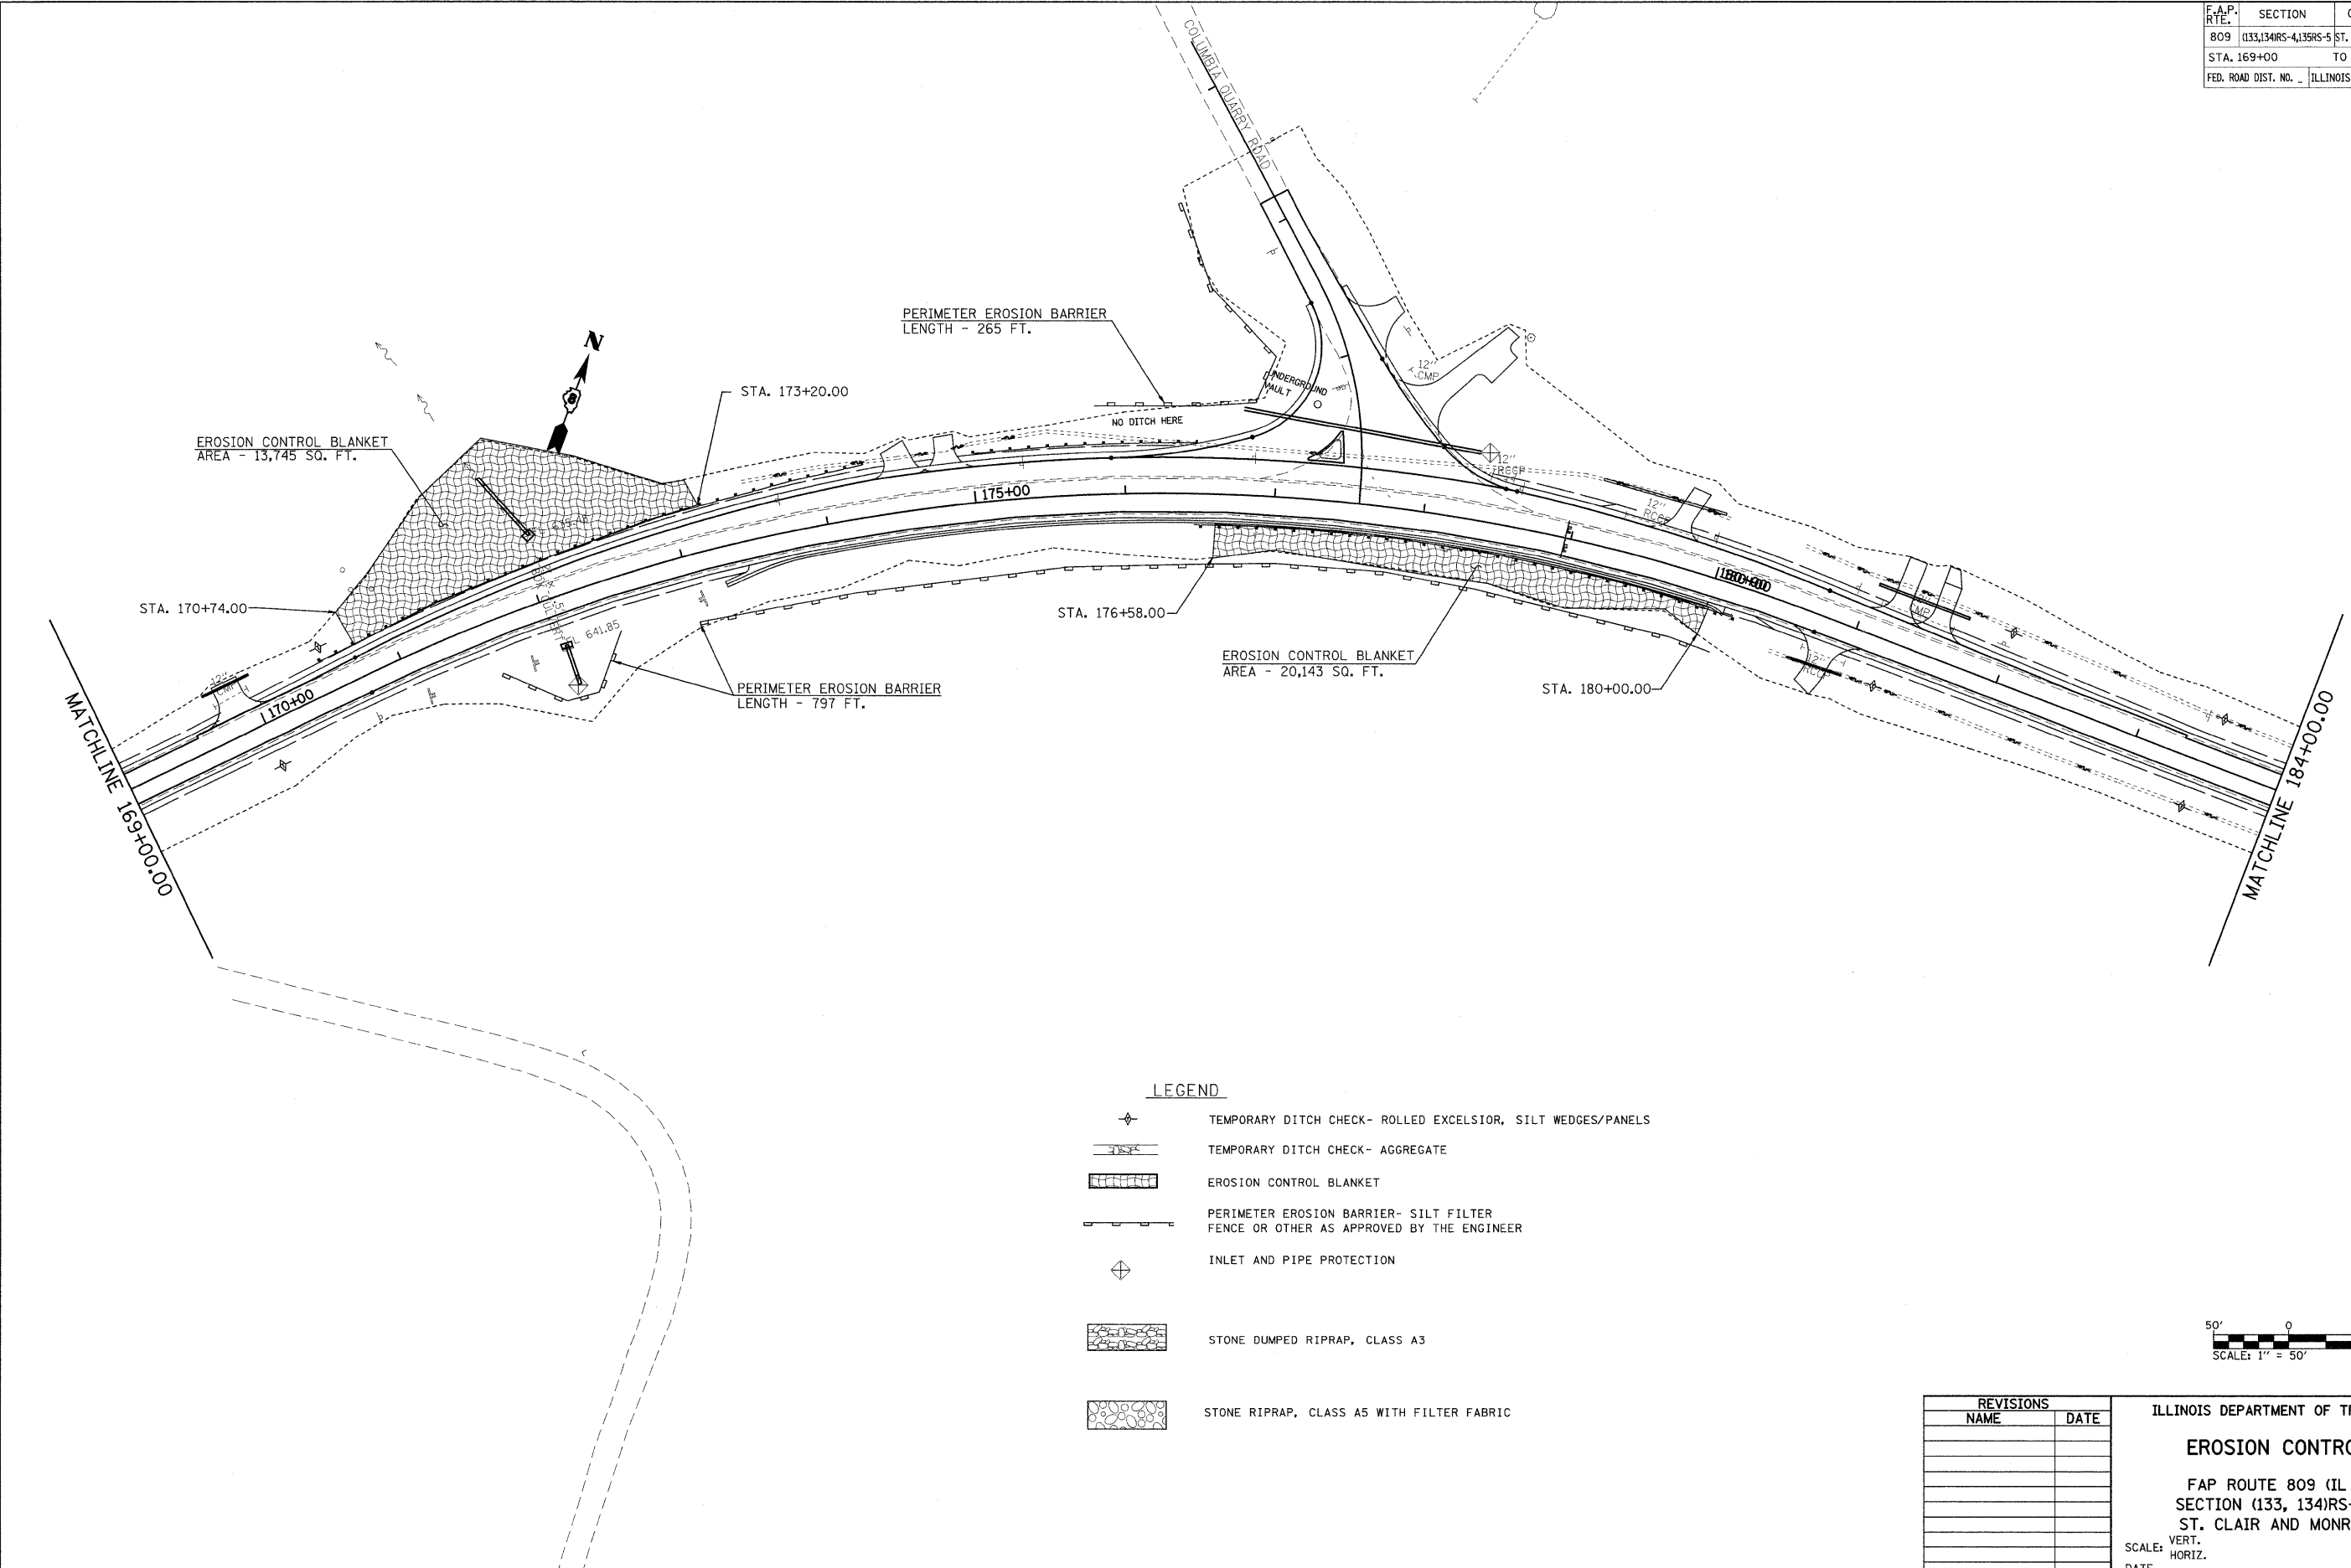 F.A.P. RTE. SECTION
809 (133,134)RS-4,135RS-5 ST.
STA. 169+00 TO
FED. ROAD DIST. NO. _ ILLINOIS
COLUMBIA QUARRY ROAD
PERIMETER EROSION BARRIER
LENGTH - 265 FT.
N
8
STA. 173+20.00
EROSION CONTROL BLANKET
AREA - 13,745 SQ. FT.
UNDERGROUND
VAULT
NO DITCH HERE
12"
CMP
12"
RCCP
12"
175+00
STA. 170+74.00
641.85
STA. 176+58.00
EROSION CONTROL BLANKET
AREA - 20,143 SQ. FT.
CMP
12"
RCCP
12"
CMP
170+00
PERIMETER EROSION BARRIER
LENGTH - 797 FT.
STA. 180+00.00
MATCHLINE 169+00.00
MATCHLINE 184+00.00
LEGEND
TEMPORARY DITCH CHECK- ROLLED EXCELSIOR, SILT WEDGES/PANELS
TEMPORARY DITCH CHECK- AGGREGATE
EROSION CONTROL BLANKET
PERIMETER EROSION BARRIER- SILT FILTER
FENCE OR OTHER AS APPROVED BY THE ENGINEER
INLET AND PIPE PROTECTION
STONE DUMPED RIPRAP, CLASS A3
STONE RIPRAP, CLASS A5 WITH FILTER FABRIC
50' 0
SCALE: 1" = 50'
REVISIONS
NAME DATE
ILLINOIS DEPARTMENT OF
EROSION CONTRO
FAP ROUTE 809 (IL
SECTION (133, 134)RS-
ST. CLAIR AND MONR
SCALE: VERT.
HORIZ.
DATE